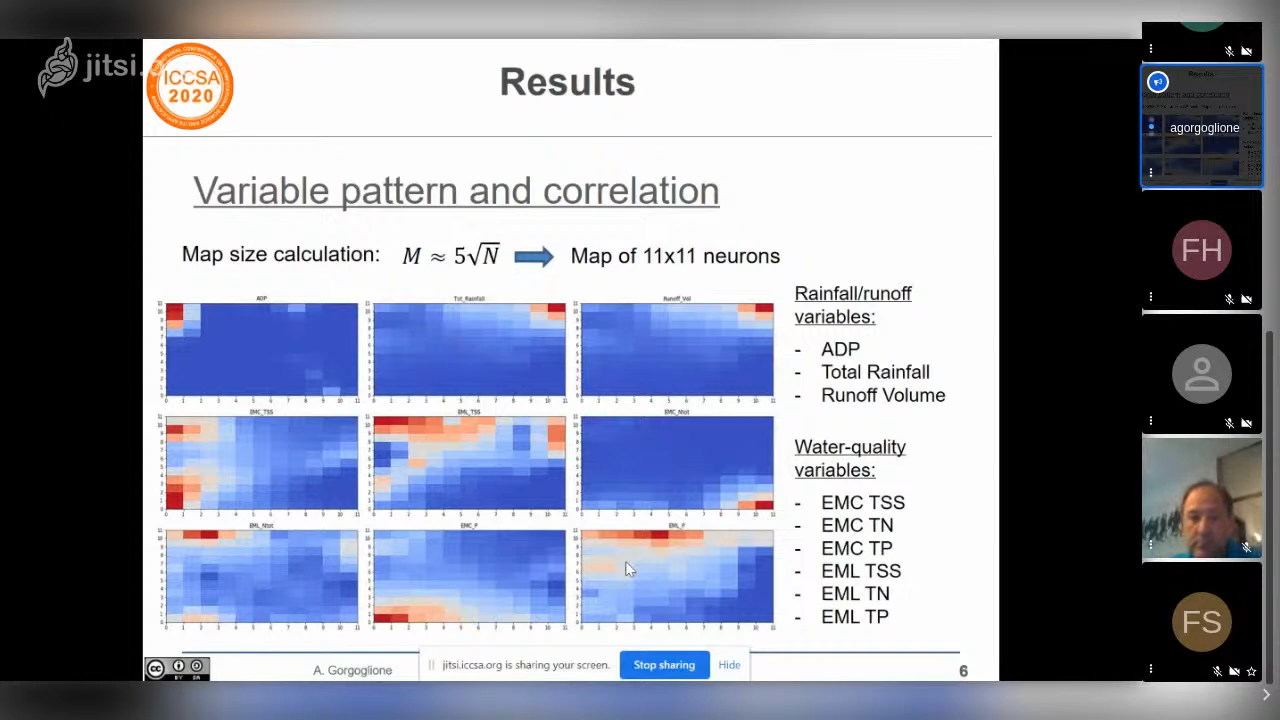 jitsi.
ICCSA
2020
Results
Variable pattern and correlation
Map size calculation: M ≈ 5√N Map of 11x11 neurons
ADP
Tot_Rainfall
Runoff_Vol
EMC_TSS
EML_TSS
EMC_Ntot
EML_Ntot
EMC_P
EML_P
Rainfall/runoff
variables:
- ADP
- Total Rainfall
- Runoff Volume
Water-quality
variables:
- EMC TSS
- EMC TN
- EMC TP
- EML TSS
- EML TN
- EML TP
A. Gorgoglione
jitsi.iccsa.org is sharing your screen.
Stop sharing
Hide
6
agorgoglione
FH
FS